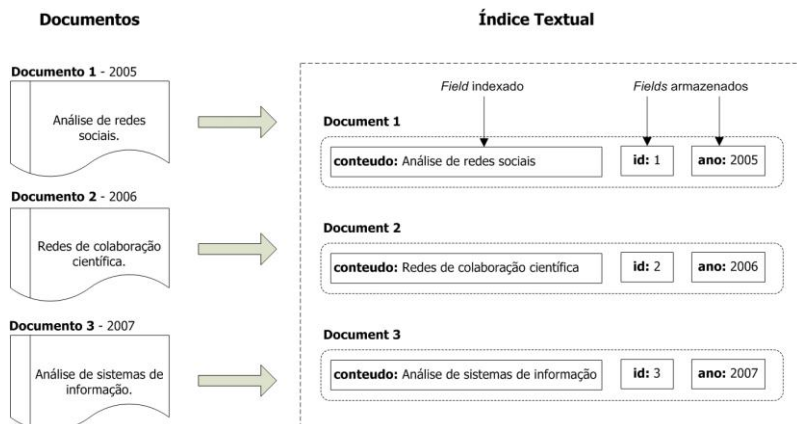 Documentos
Índice Textual
Documento 1 - 2005
Análise de redes
sociais.
Field indexado
Fields armazenados
Document 1
conteudo: Análise de redes sociais
id: 1
ano: 2005
Documento 2 - 2006
Redes de colaboração
científica.
Document 2
conteudo: Redes de colaboração científica
id: 2
ano: 2006
Documento 3 - 2007
Análise de sistemas de
informação.
Document 3
conteudo: Análise de sistemas de informação
id: 3
ano: 2007